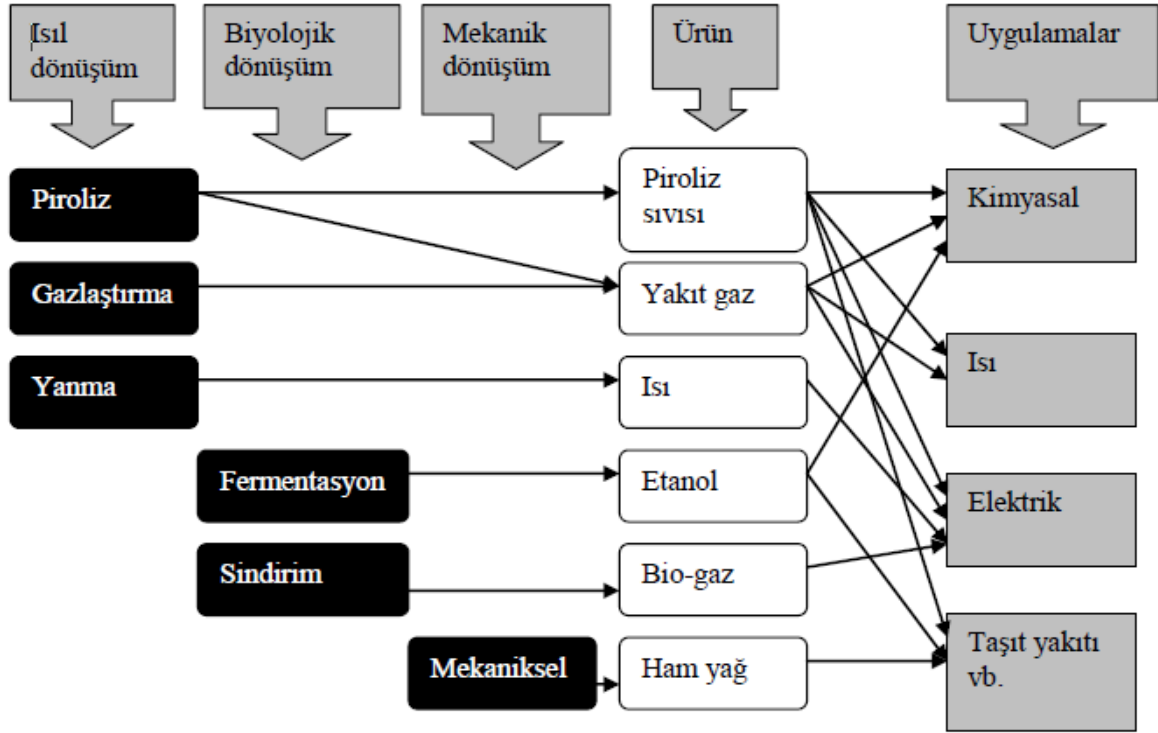 Isıl
dönüşüm
Biyolojik
dönüşüm
Mekanik
dönüşüm
Ürün
Uygulamalar
Piroliz
Piroliz
sıvısı
Kimyasal
Gazlaştırma
Yakıt gaz
Yanma
Isı
Isı
Fermentasyon
Etanol
Elektrik
Sindirim
Bio-gaz
Mekaniksel
Ham yağ
Taşıt yakıtı
vb.